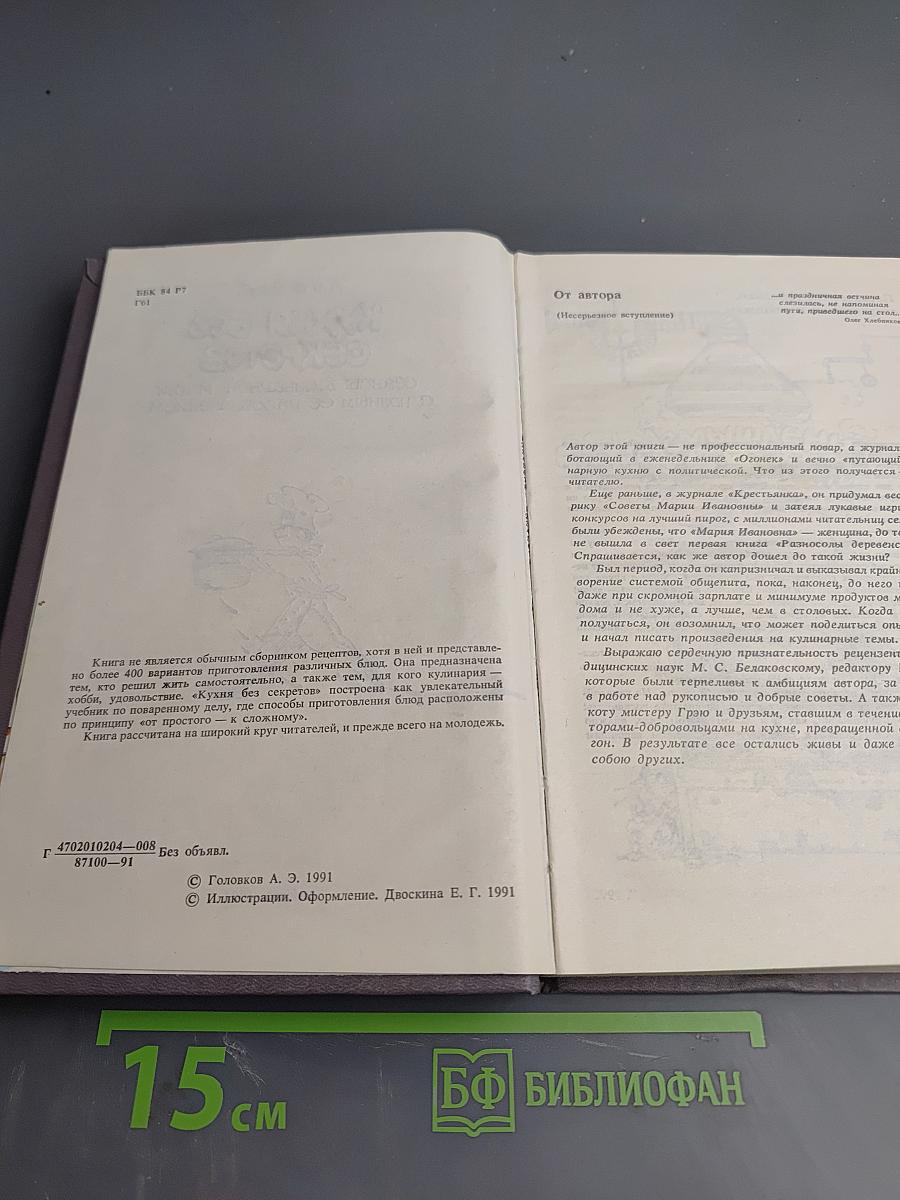 ББК 84 Р7
Г61
Книга не является обычным сборником рецептов, хотя в ней и представле-
но более 400 вариантов приготовления различных блюд. Она предназначена
тем, кто решил жить самостоятельно, а также тем, для кого кулинария —
хобби, удовольствие. «Кухня без секретов» построена как увлекательный
учебник по поваренному делу, где способы приготовления блюд расположены
по принципу «от простого — к сложному».
Книга рассчитана на широкий круг читателей, и прежде всего на молодежь.
Г 4702010204—008
87100—91
Без объявл.
© Головков А. Э. 1991
© Иллюстрации. Оформление. Двоскина Е. Г. 1991
От автора
(Несерьезное вступление)
...и праздничная ветчина
слезилась, не напоминая
пути, приведшего на стол...
Олег Хлебников
Автор этой книги — не профессиональный повар, а журнал
ботающий в еженедельнике «Огонек» и вечно «путающий
нарную кухню с политической. Что из этого получается —
читателю.
Еще раньше, в журнале «Крестьянка», он придумал вес
рику «Советы Марии Ивановны» и затеял лукавые игри
конкурсов на лучший пирог, с миллионами читательниц се
были убеждены, что «Мария Ивановна» — женщина, до то
не вышла в свет первая книга «Разносолы деревенс
Спрашивается, как же автор дошел до такой жизни?
Был период, когда он капризничал и выказывал крайн
ворение системой общепита, пока, наконец, до него
даже при скромной зарплате и минимуме продуктов м
дома и не хуже, а лучше, чем в столовых. Когда
получаться, он возомнил, что может поделиться опы
и начал писать произведения на кулинарные темы.
Выражаю сердечную признательность рецензент
дицинских наук М. С. Белаковскому, редактору
которые были терпеливы к амбициям автора, за
в работе над рукописью и добрые советы. А такж
коту мистеру Грэю и друзьям, ставшим в течени
торами-добровольцами на кухне, превращенной
гон. В результате все остались живы и даже
собою других.
15 см
БФ БИБЛИОФАН